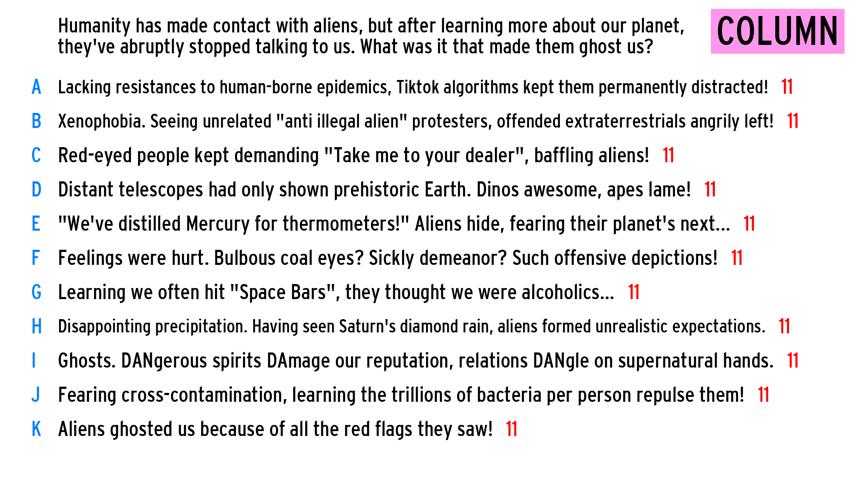 Humanity has made contact with aliens, but after learning more about our planet,
they've abruptly stopped talking to us. What was it that made them ghost us?
COLUMN
A Lacking resistances to human-borne epidemics, Tiktok algorithms kept them permanently distracted! 11
B Xenophobia. Seeing unrelated "anti illegal alien" protesters, offended extraterrestrials angrily left! 11
C Red-eyed people kept demanding "Take me to your dealer", baffling aliens! 11
D Distant telescopes had only shown prehistoric Earth. Dinos awesome, apes lame! 11
E "We've distilled Mercury for thermometers!" Aliens hide, fearing their planet's next... 11
F Feelings were hurt. Bulbous coal eyes? Sickly demeanor? Such offensive depictions! 11
G Learning we often hit "Space Bars", they thought we were alcoholics... 11
H Disappointing precipitation. Having seen Saturn's diamond rain, aliens formed unrealistic expectations. 11
I Ghosts. DANgerous spirits DAmage our reputation, relations DANgle on supernatural hands. 11
J Fearing cross-contamination, learning the trillions of bacteria per person repulse them! 11
K Aliens ghosted us because of all the red flags they saw! 11